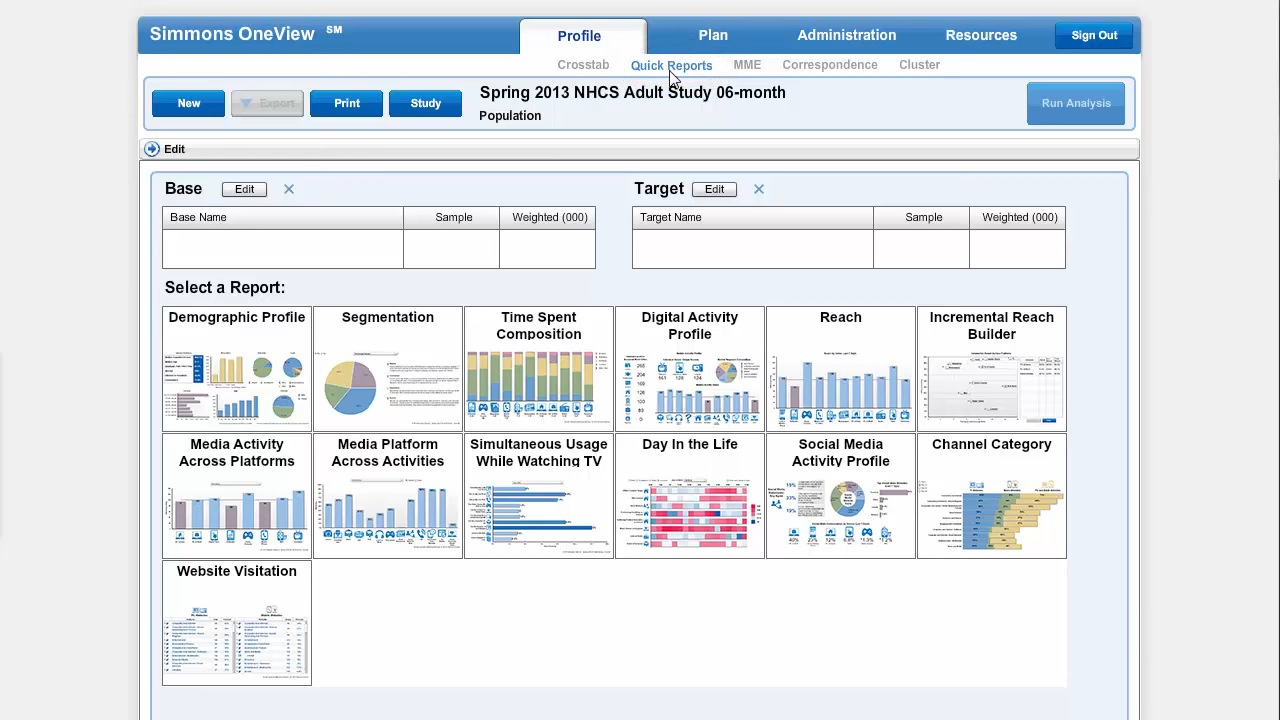 Simmons OneView SM
Profile
Plan
Administration
Resources
Sign Out
Crosstab
Quick Reports
MME
Correspondence
Cluster
New
Export
Print
Study
Spring 2013 NHCS Adult Study 06-month
Population
Run Analysis
Edit
Base
Edit
Target
Edit
Base Name
Sample
Weighted (000)
Target Name
Sample
Weighted (000)
Select a Report:
Demographic Profile
Segmentation
Time Spent
Composition
Digital Activity
Profile
Reach
Incremental Reach
Builder
Media Activity
Across Platforms
Media Platform
Across Activities
Simultaneous Usage
While Watching TV
Day In the Life
Social Media
Activity Profile
Channel Category
Website Visitation